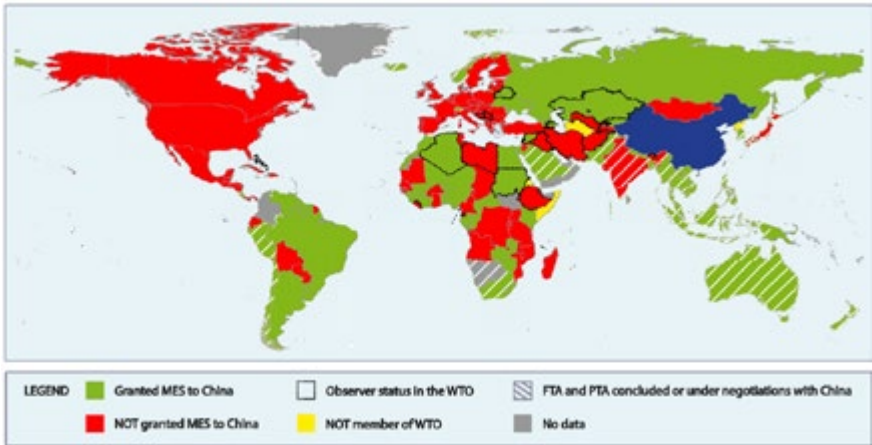 LEGEND
Granted MES to China
Observer status in the WTO
FTA and PTA concluded or under negotiations with China
NOT granted MES to China
NOT member of WTO
No data